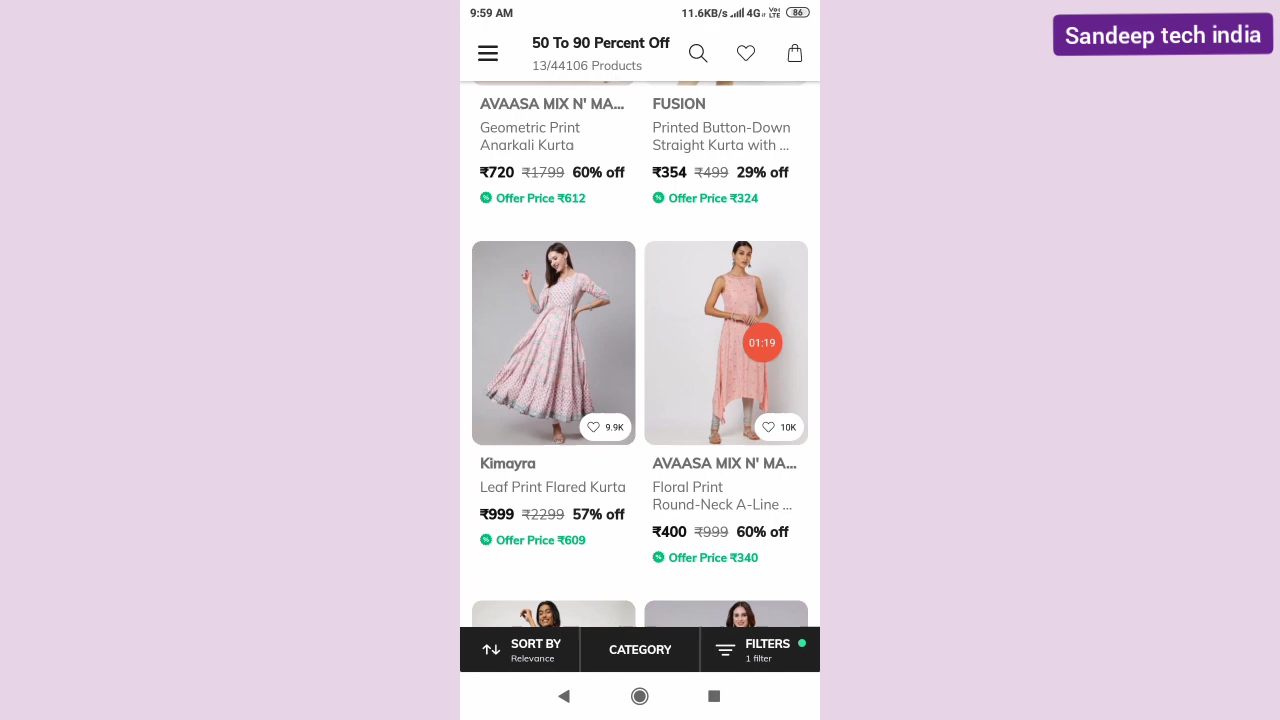 9:59 AM
11.6KB/s 4G Vo LTE 86
Sandeep tech india
50 To 90 Percent Off
13/44106 Products
AVAASA MIX N' MA...
Geometric Print
Anarkali Kurta
₹720 ₹1799 60% off
Offer Price ₹612
FUSION
Printed Button-Down
Straight Kurta with ...
₹354 ₹499 29% off
Offer Price ₹324
01:19
9.9K
10K
Kimayra
Leaf Print Flared Kurta
₹999 ₹2299 57% off
Offer Price ₹609
AVAASA MIX N' MA...
Floral Print
Round-Neck A-Line ...
₹400 ₹999 60% off
Offer Price ₹340
SORT BY
Relevance
CATEGORY
FILTERS
1 filter